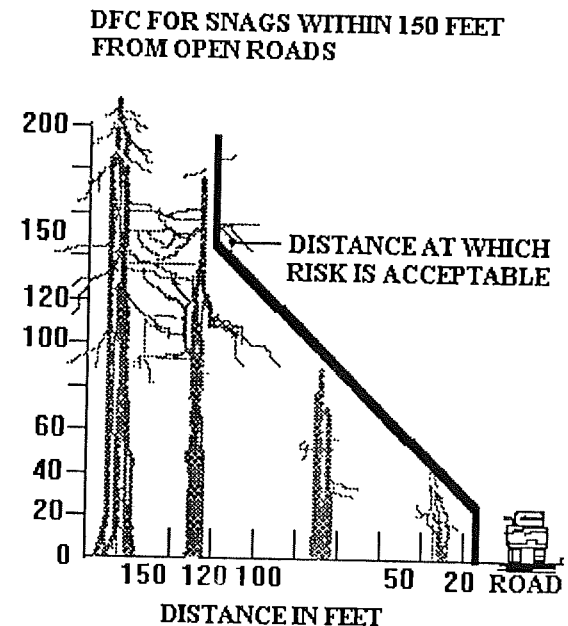 DFC FOR SNAGS WITHIN 150 FEET
FROM OPEN ROADS
200
150
DISTANCE AT WHICH
RISK IS ACCEPTABLE
120
100
60
40
20
0
150 120 100 50 20 ROAD
DISTANCE IN FEET